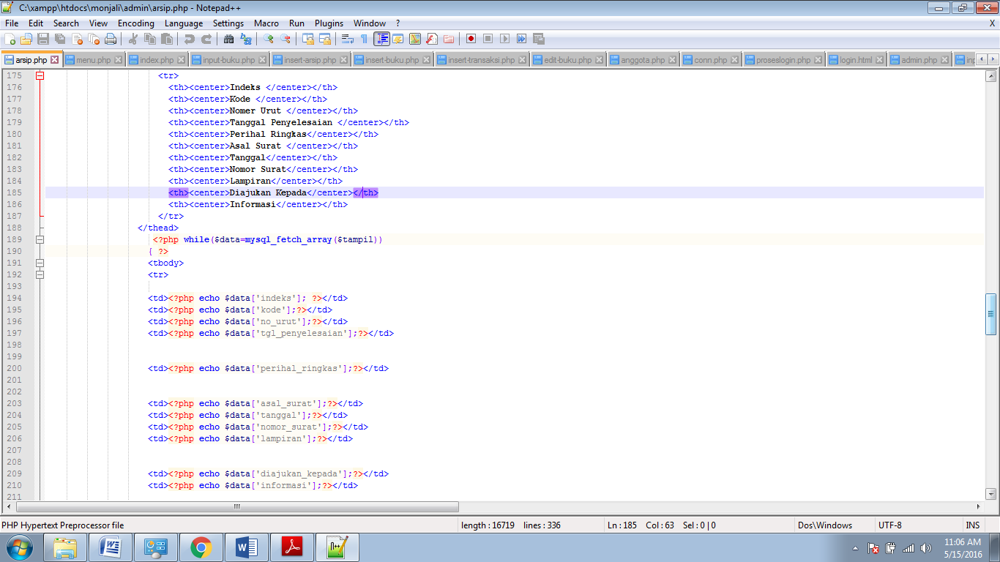 C:\xampp\htdocs\monjali\admin\arsip.php - Notepad++
File Edit Search View Encoding Language Settings Macro Run Plugins Window ? X
arsip.php menu.php index.php input-buku.php insert-arsip.php insert-buku.php insert-transaksi.php edit-buku.php anggota.php conn.php proseslogin.php login.html admin.php
175 <tr>
176 <th><center>Indeks </center></th>
177 <th><center>Kode </center></th>
178 <th><center>Nomer Urut </center></th>
179 <th><center>Tanggal Penyelesaian </center></th>
180 <th><center>Perihal Ringkas</center></th>
181 <th><center>Asal Surat </center></th>
182 <th><center>Tanggal</center></th>
183 <th><center>Nomor Surat</center></th>
184 <th><center>Lampiran</center></th>
185 <th><center>Diajukan Kepada</center></th>
186 <th><center>Informasi</center></th>
187 </tr>
188 </thead>
189 <?php while($data=mysql_fetch_array($tampil))
190 { ?>
191 <tbody>
192 <tr>
193
194 <td><?php echo $data['indeks']; ?></td>
195 <td><?php echo $data['kode'];?></td>
196 <td><?php echo $data['no_urut'];?></td>
197 <td><?php echo $data['tgl_penyelesaian'];?></td>
198
199
200 <td><?php echo $data['perihal_ringkas'];?></td>
201
202
203 <td><?php echo $data['asal_surat'];?></td>
204 <td><?php echo $data['tanggal'];?></td>
205 <td><?php echo $data['nomor_surat'];?></td>
206 <td><?php echo $data['lampiran'];?></td>
207
208
209 <td><?php echo $data['diajukan_kepada'];?></td>
210 <td><?php echo $data['informasi'];?></td>
211
PHP Hypertext Preprocessor file length : 16719 lines : 336 Ln : 185 Col : 63 Sel : 0 | 0 Dos\Windows UTF-8 INS
11:06 AM
5/15/2016